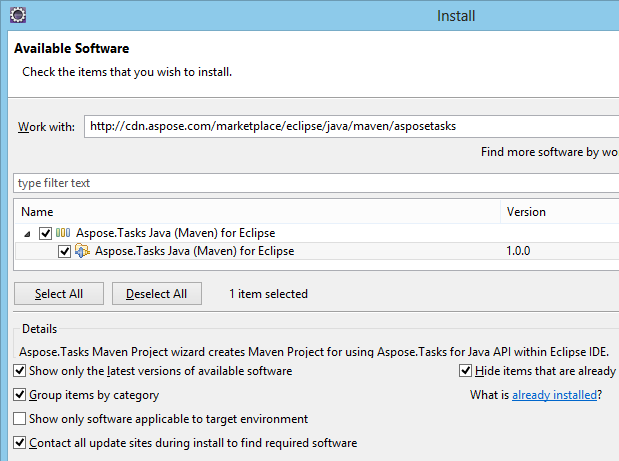 Install
Available Software
Check the items that you wish to install.
Work with: http://cdn.aspose.com/marketplace/eclipse/java/maven/asposetasks
Find more software by wo
type filter text
Name Version
Aspose.Tasks Java (Maven) for Eclipse
Aspose.Tasks Java (Maven) for Eclipse 1.0.0
Select All Deselect All 1 item selected
Details
Aspose.Tasks Maven Project wizard creates Maven Project for using Aspose.Tasks for Java API within Eclipse IDE.
Show only the latest versions of available software Hide items that are already
Group items by category What is already installed?
Show only software applicable to target environment
Contact all update sites during install to find required software